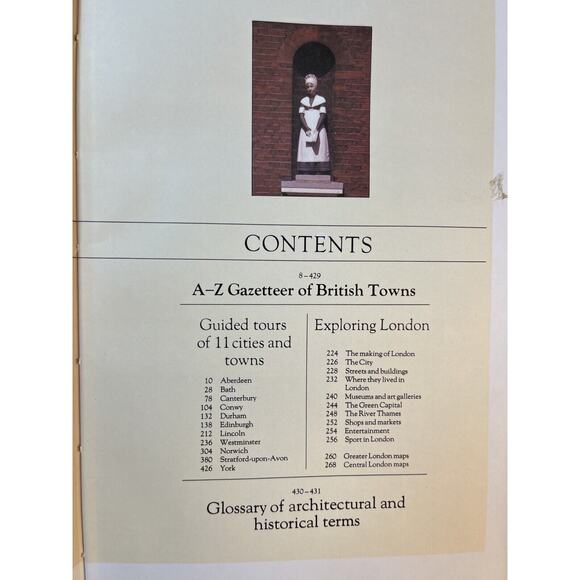 CONTENTS
8–429
A–Z Gazetteer of British Towns
Guided tours
of 11 cities and
towns
10 Aberdeen
28 Bath
78 Canterbury
104 Conwy
132 Durham
138 Edinburgh
212 Lincoln
236 Westminster
304 Norwich
380 Stratford-upon-Avon
426 York
Exploring London
224 The making of London
226 The City
228 Streets and buildings
232 Where they lived in
London
240 Museums and art galleries
244 The Green Capital
248 The River Thames
252 Shops and markets
254 Entertainment
256 Sport in London
260 Greater London maps
268 Central London maps
430–431
Glossary of architectural and
historical terms